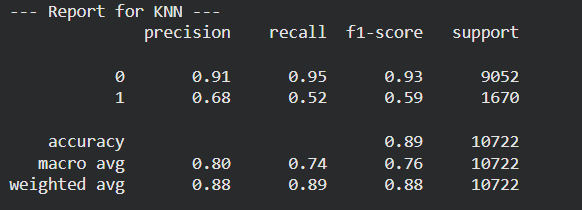 --- Report for KNN ---
precision recall f1-score support
0 0.91 0.95 0.93 9052
1 0.68 0.52 0.59 1670
accuracy 0.89 10722
macro avg 0.80 0.74 0.76 10722
weighted avg 0.88 0.89 0.88 10722